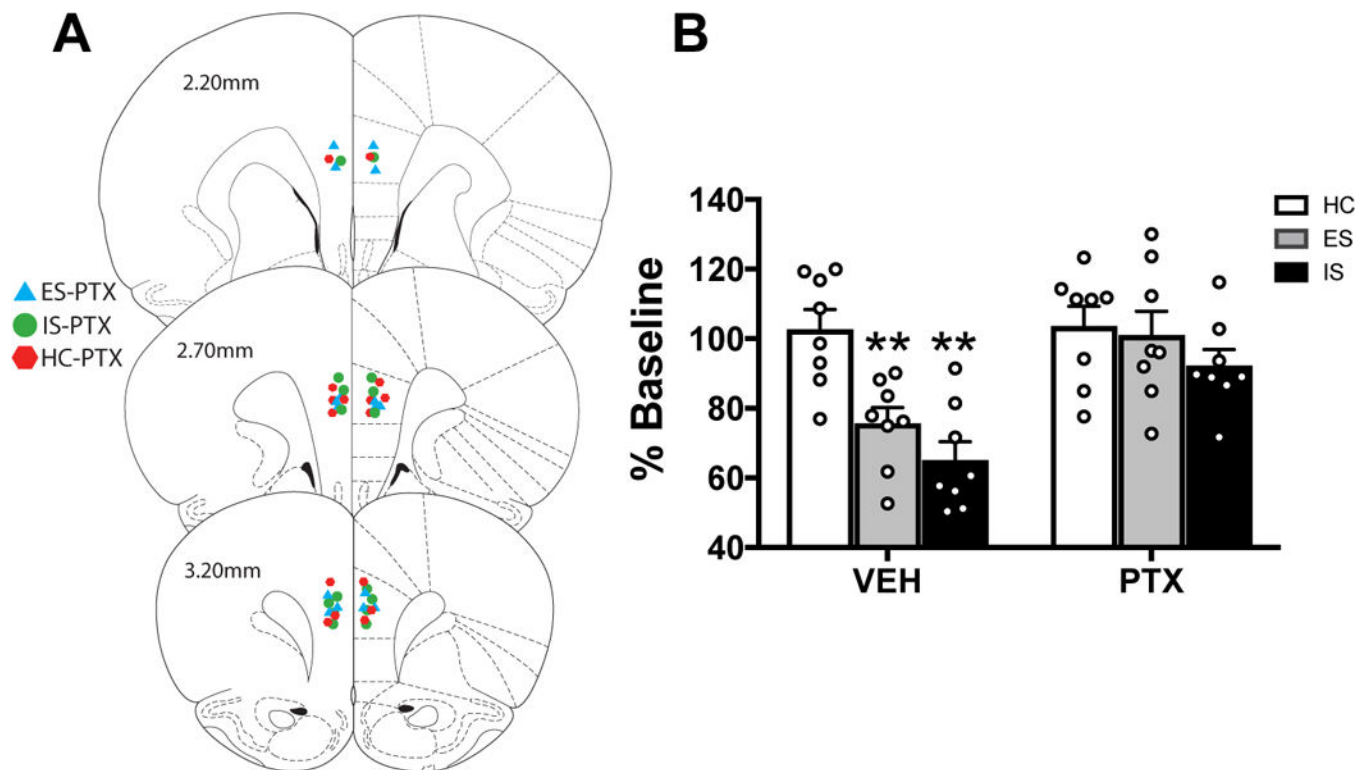 A
2.20mm
ES-PTX
IS-PTX
HC-PTX
2.70mm
3.20mm
B
% Baseline
140
120
100
80
60
40
** **
VEH PTX
HC
ES
IS